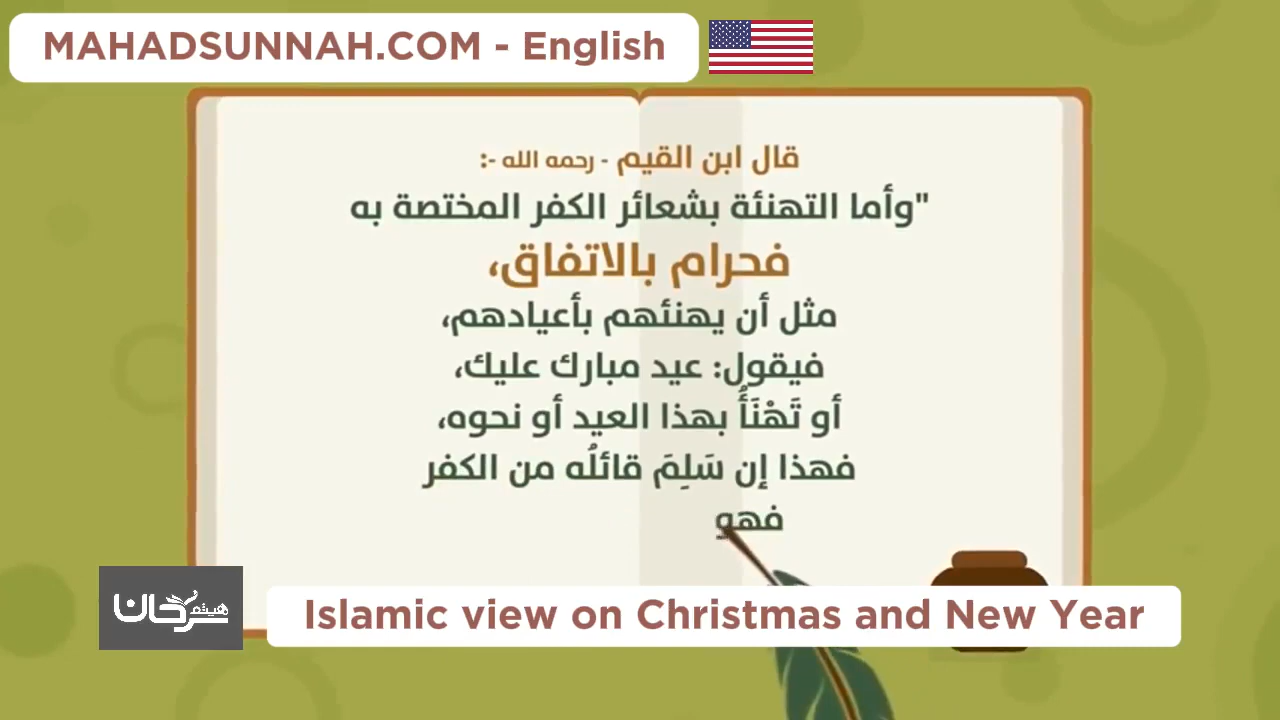 MAHADSUNNAH.COM - English
قال ابن القيم - رحمه الله -:
"وأما التهنئة بشعائر الكفر المختصة به
فحرام بالاتفاق،
مثل أن يهنئهم بأعيادهم،
فيقول: عيد مبارك عليك،
أو تَهْنَأُ بهذا العيد أو نحوه،
فهذا إن سَلِمَ قائلُه من الكفر
فهو
هيثم سرحان
Islamic view on Christmas and New Year